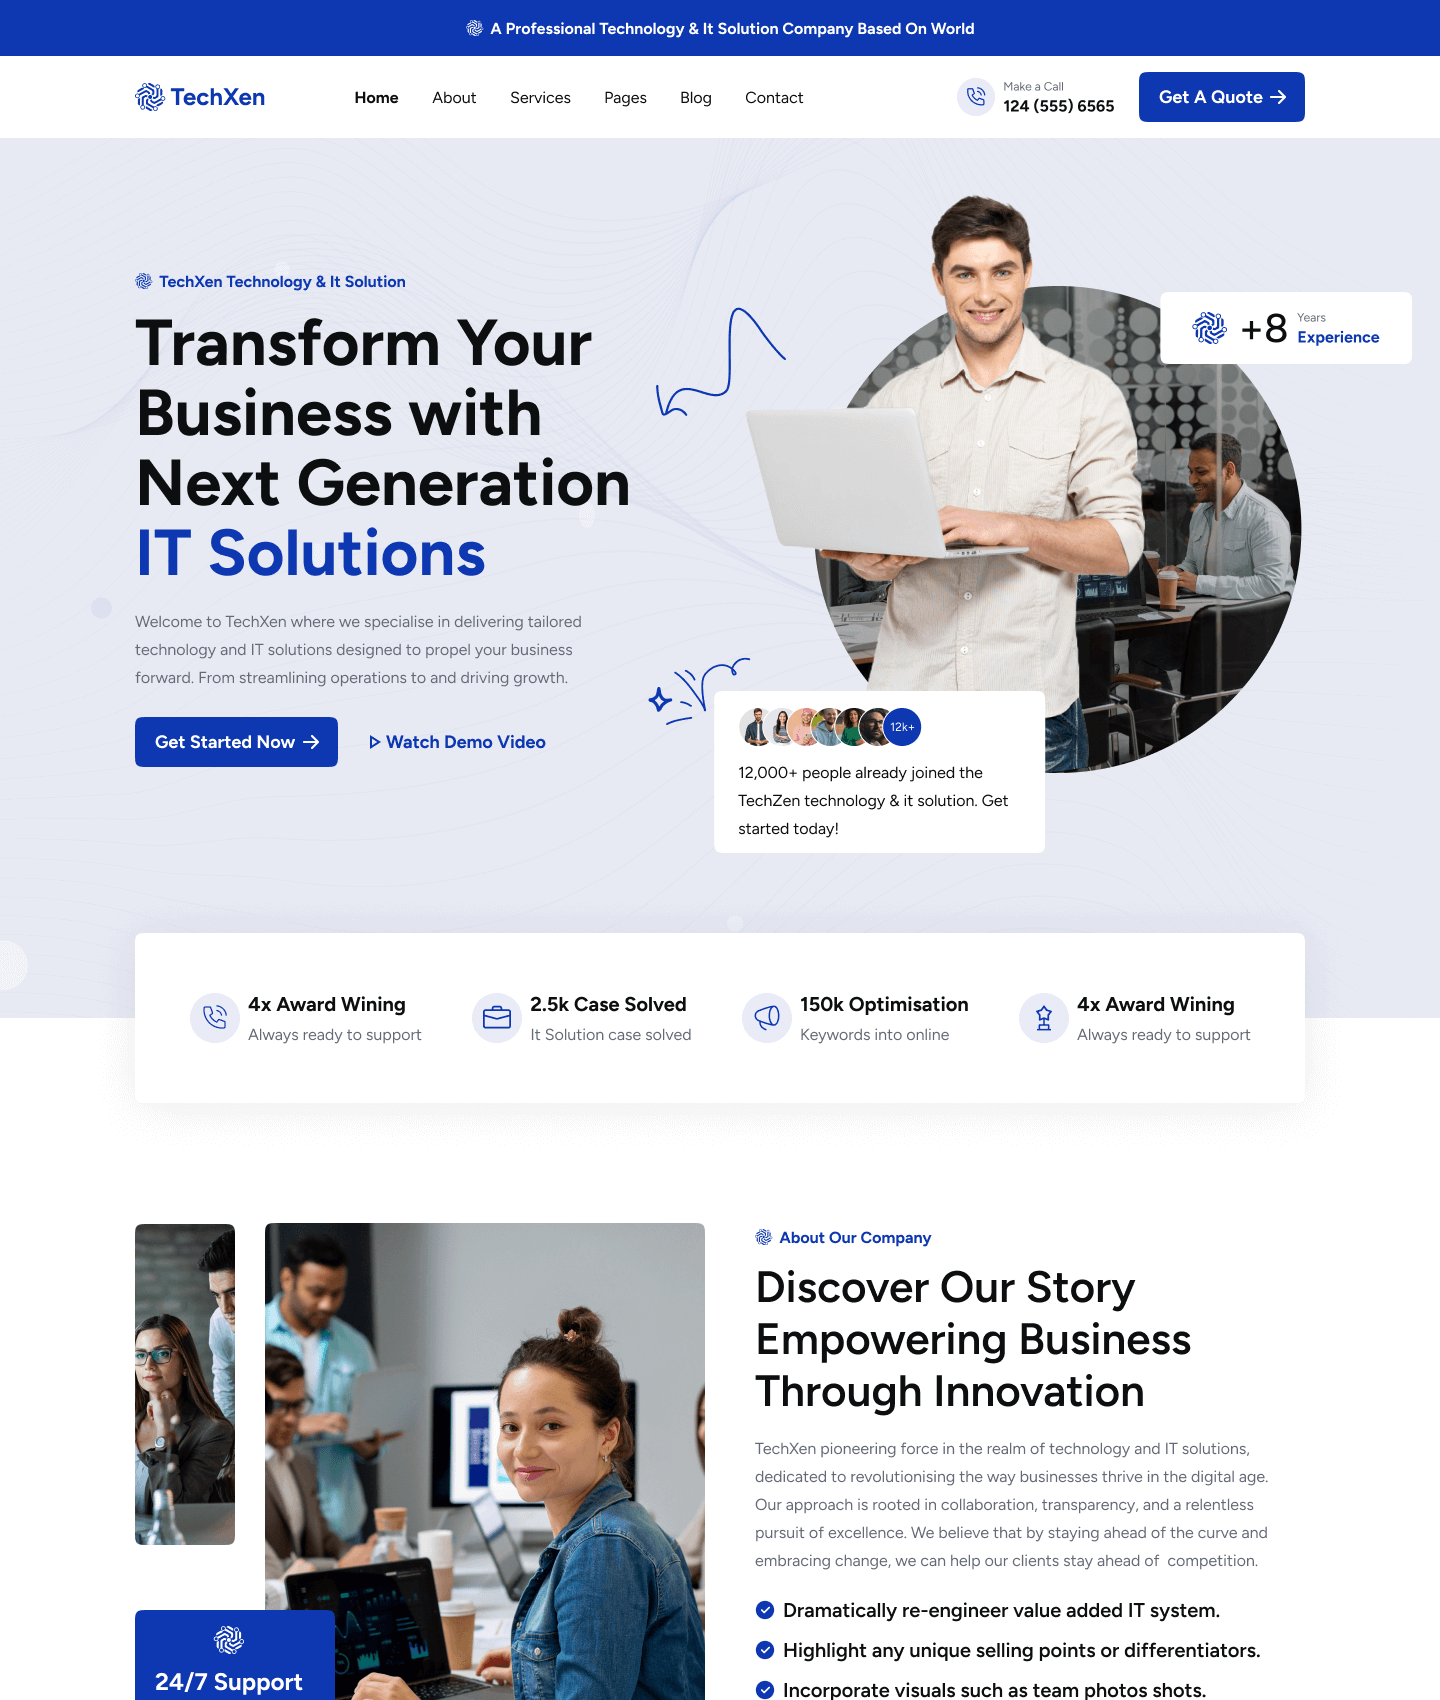 A Professional Technology & It Solution Company Based On World
TechXen
Home
About
Services
Pages
Blog
Contact
Make a Call
124 (555) 6565
Get A Quote
TechXen Technology & It Solution
Transform Your
Business with
Next Generation
IT Solutions
Welcome to TechXen where we specialise in delivering tailored
technology and IT solutions designed to propel your business
forward. From streamlining operations to and driving growth.
Get Started Now
Watch Demo Video
+8
Years
Experience
12k+
12,000+ people already joined the
TechZen technology & it solution. Get
started today!
4x Award Wining
Always ready to support
2.5k Case Solved
It Solution case solved
150k Optimisation
Keywords into online
4x Award Wining
Always ready to support
24/7 Support
About Our Company
Discover Our Story
Empowering Business
Through Innovation
TechXen pioneering force in the realm of technology and IT solutions,
dedicated to revolutionising the way businesses thrive in the digital age.
Our approach is rooted in collaboration, transparency, and a relentless
pursuit of excellence. We believe that by staying ahead of the curve and
embracing change, we can help our clients stay ahead of  competition.
Dramatically re-engineer value added IT system.
Highlight any unique selling points or differentiators.
Incorporate visuals such as team photos shots.